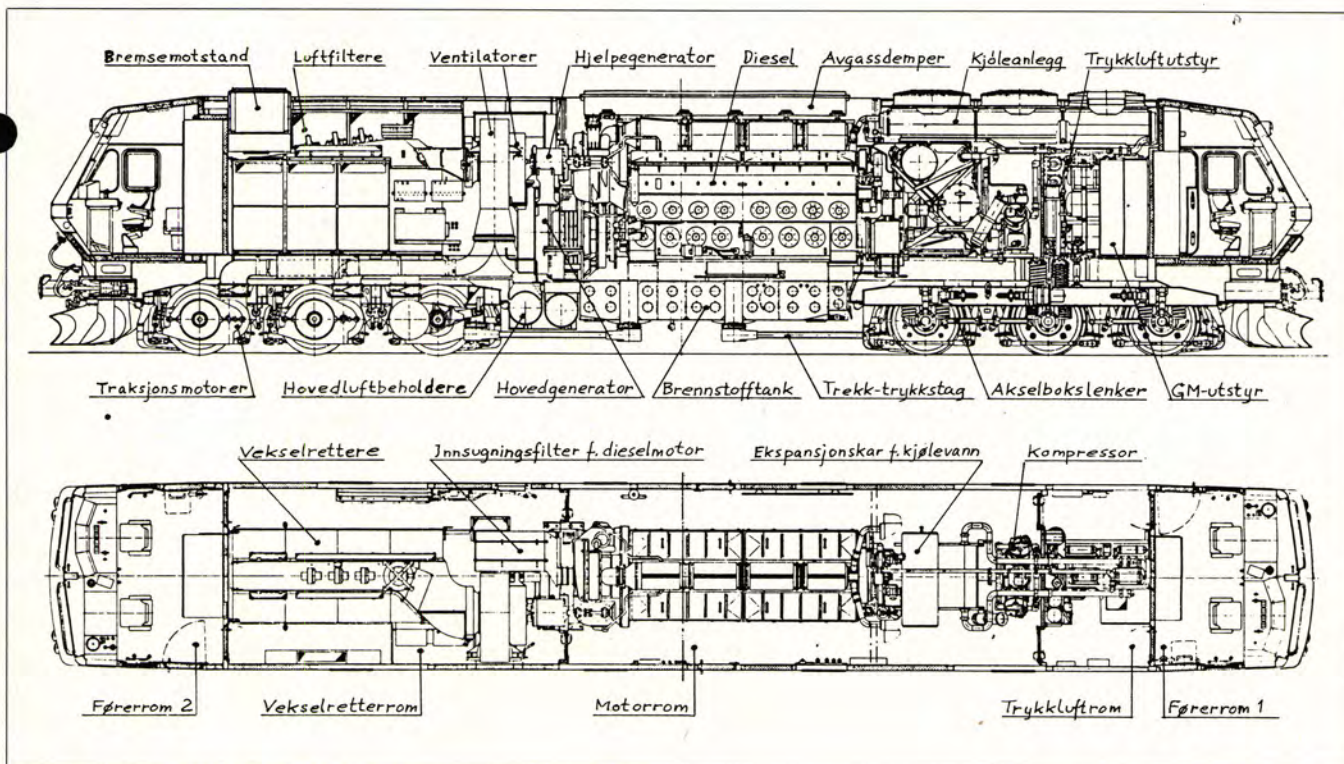 Bremsemotstand Luftfiltere Ventilatorer Hjelpegenerator Diesel Avgassdemper Kjøleanlegg Trykkluftutstyr
Traksjonsmotorer Hovedluftbeholdere Hovedgenerator Brennstofftank Trekk-trykkstag Akselbokslenker GM-utstyr
Vekselrettere Innsugningsfilter f. dieselmotor Ekspansjonskar f. kjølevann Kompressor
Førerrom 2 Vekselretterrom Motorrom Trykkluftrom Førerrom 1